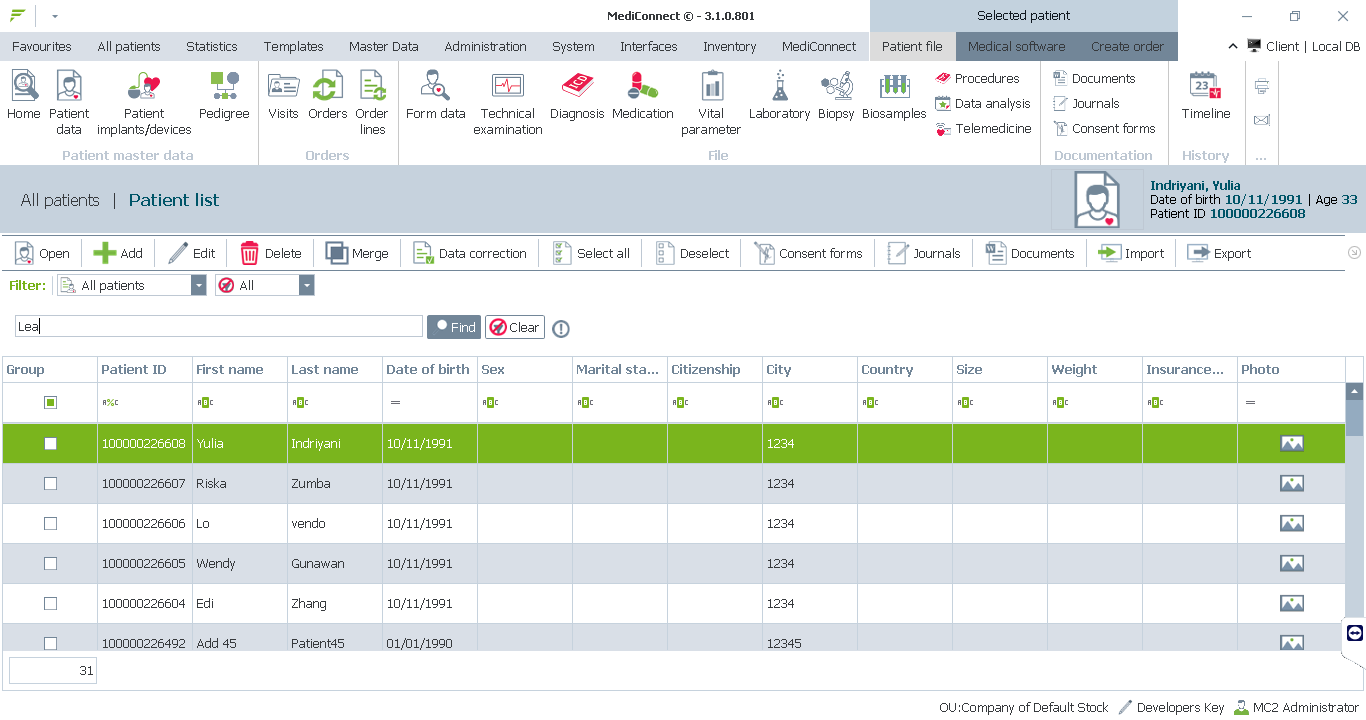 MediConnect © - 3.1.0.801
Selected patient
Favourites All patients Statistics Templates Master Data Administration System Interfaces Inventory MediConnect Patient file Medical software Create order Client | Local DB
Home
Patient data
Patient implants/devices
Pedigree
Patient master data
Visits
Orders
Order lines
Orders
Form data
Technical examination
Diagnosis
Medication
Vital parameter
Laboratory
Biopsy
Biosamples
Procedures
Data analysis
Telemedicine
File
Documents
Journals
Consent forms
Documentation
23
Timeline
History
...
All patients | Patient list
Indriyani, Yulia
Date of birth 10/11/1991 | Age 33
Patient ID 100000226608
Open Add Edit Delete Merge Data correction Select all Deselect Consent forms Journals Documents Import Export
Filter: All patients All
Lea Find Clear
Group Patient ID First name Last name Date of birth Sex Marital sta... Citizenship City Country Size Weight Insurance... Photo
A%C ABC ABC = ABC ABC ABC ABC ABC ABC ABC ABC =
100000226608 Yulia Indriyani 10/11/1991 1234
100000226607 Riska Zumba 10/11/1991 1234
100000226606 Lo vendo 10/11/1991 1234
100000226605 Wendy Gunawan 10/11/1991 1234
100000226604 Edi Zhang 10/11/1991 1234
100000226492 Add 45 Patient45 01/01/1990 12345
31
OU:Company of Default Stock Developers Key MC2 Administrator